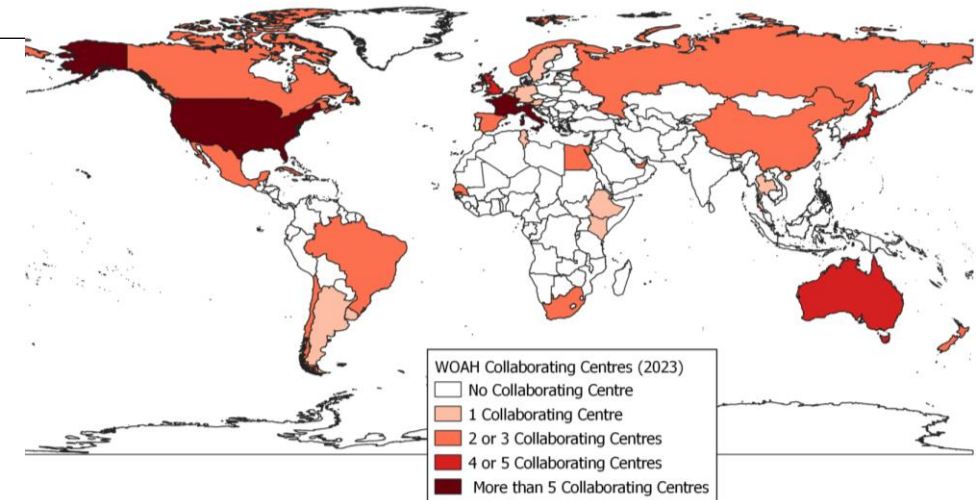 WOAH Collaborating Centres (2023)
No Collaborating Centre
1 Collaborating Centre
2 or 3 Collaborating Centres
4 or 5 Collaborating Centres
More than 5 Collaborating Centres